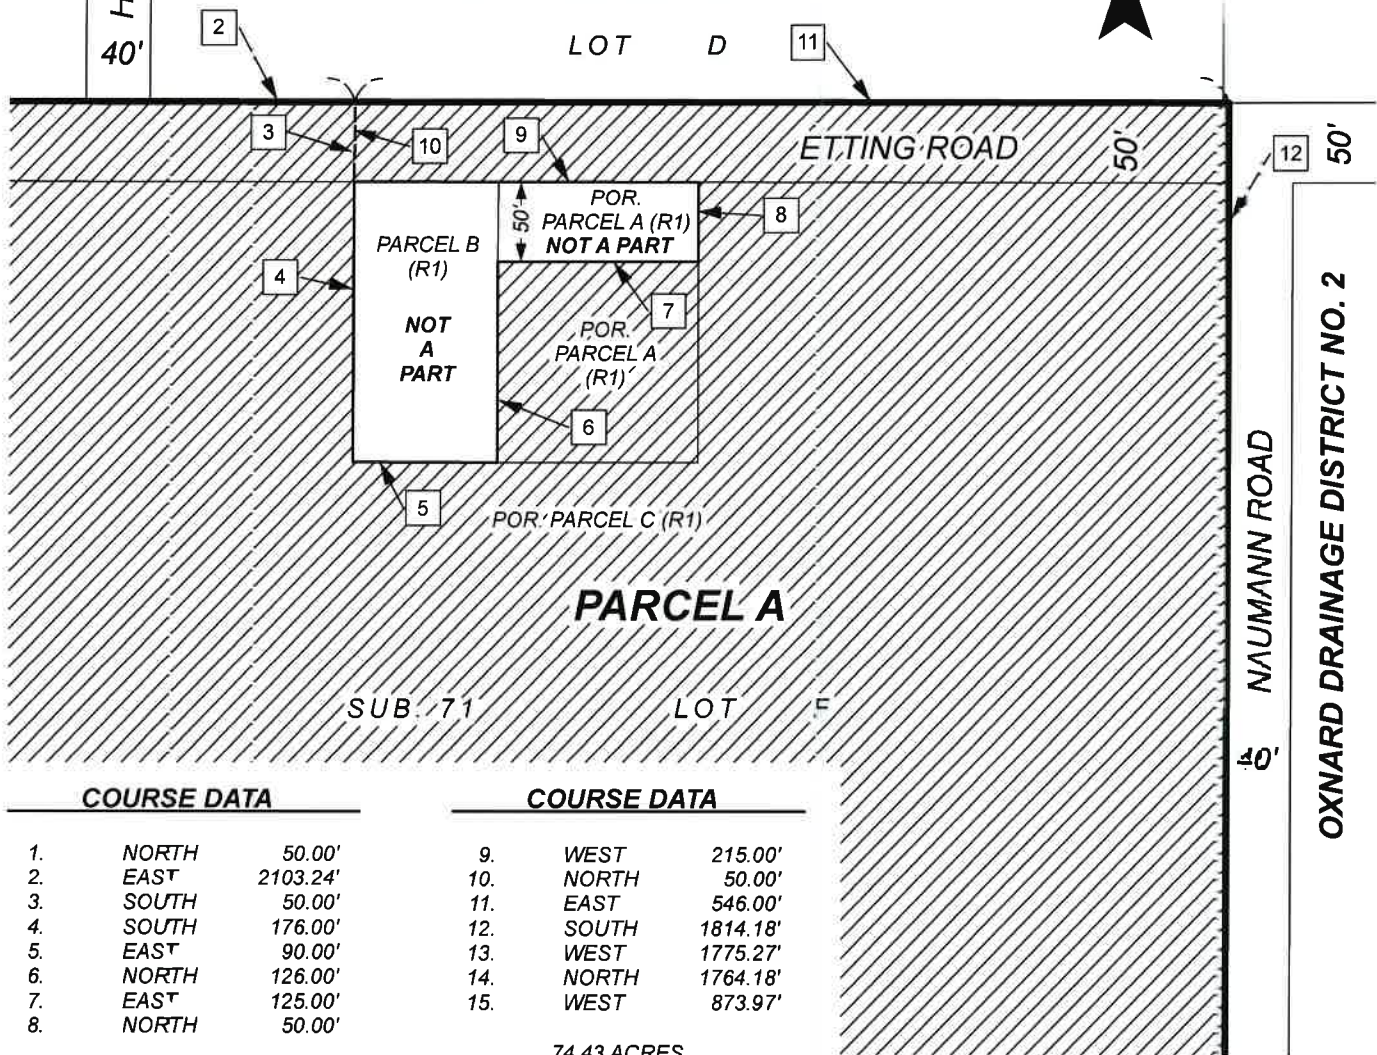 H
40'
2
LOT D
11
3
10
9
ETTING ROAD
50'
12
50'
POR.
PARCEL A (R1)
NOT A PART
50'
8
PARCEL B
(R1)
NOT
A
PART
4
7
POR.
PARCEL A
(R1)
6
5
POR. PARCEL C (R1)
PARCEL A
SUB. 71 LOT
NAUMANN ROAD
OXNARD DRAINAGE DISTRICT NO. 2
COURSE DATA
1. NORTH 50.00'
2. EAST 2103.24'
3. SOUTH 50.00'
4. SOUTH 176.00'
5. EAST 90.00'
6. NORTH 126.00'
7. EAST 125.00'
8. NORTH 50.00'
COURSE DATA
9. WEST 215.00'
10. NORTH 50.00'
11. EAST 546.00'
12. SOUTH 1814.18'
13. WEST 1775.27'
14. NORTH 1764.18'
15. WEST 873.97'
74.43 ACRES